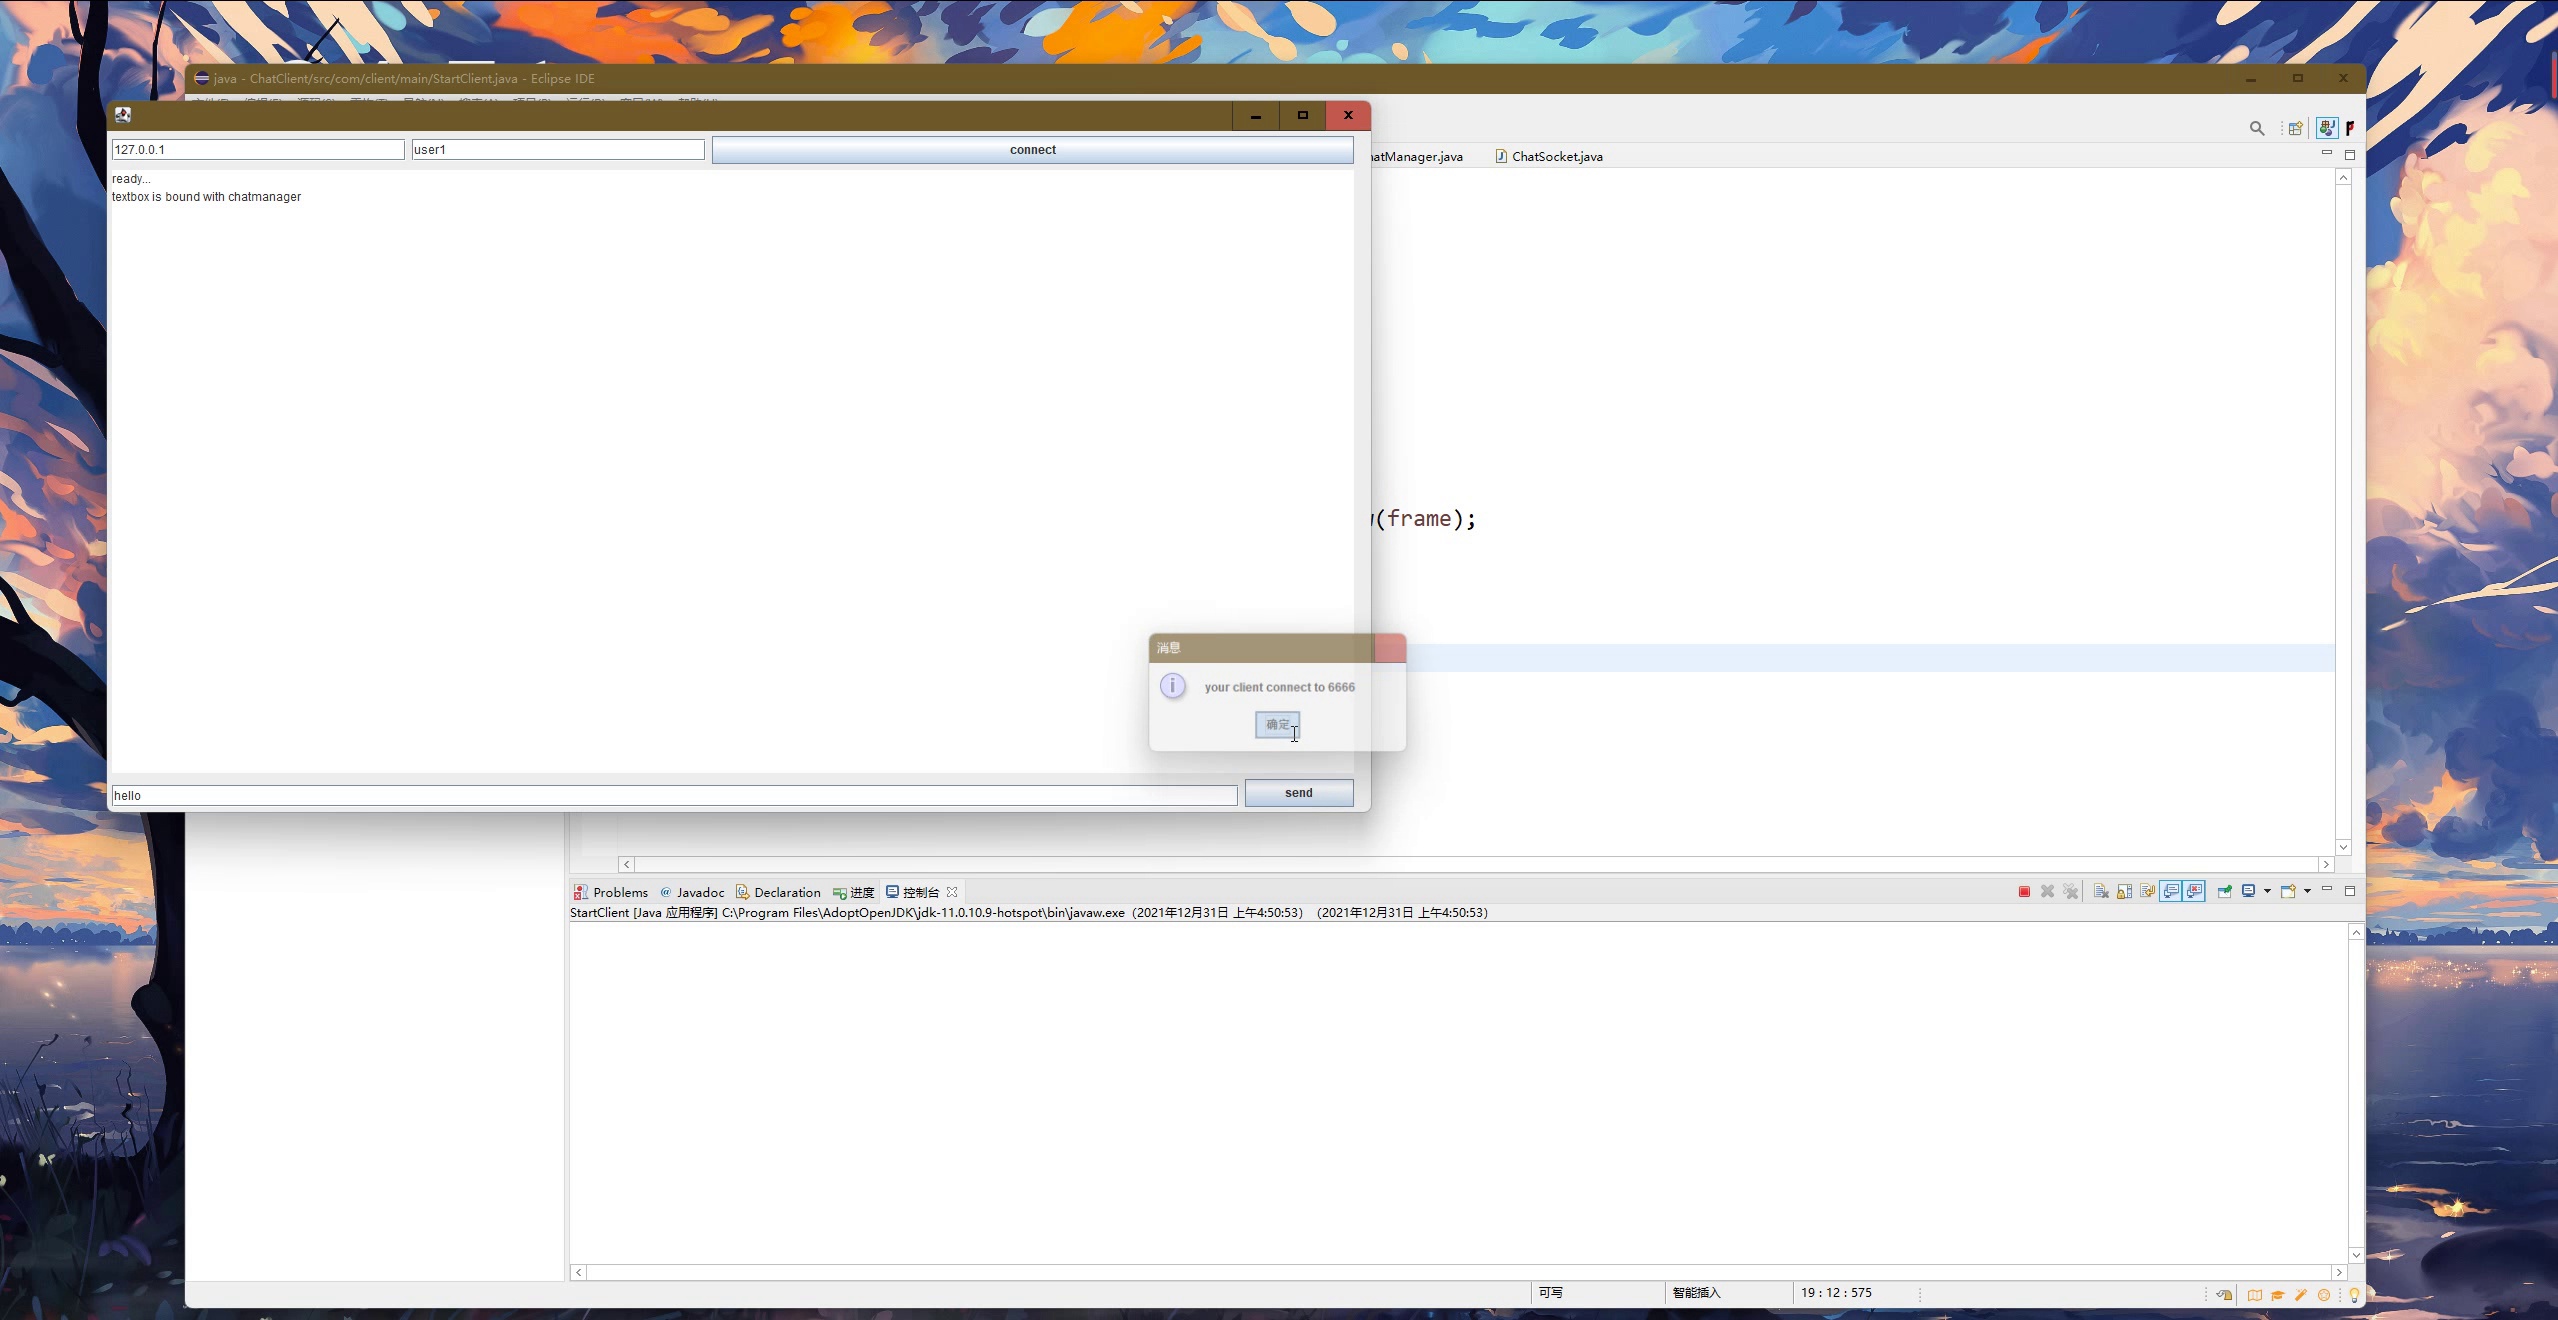 java - ChatClient/src/com/client/main/StartClient.java - Eclipse IDE
127.0.0.1 user1 connect
ready...
textbox is bound with chatmanager
atManager.java ChatSocket.java
(frame);
消息
your client connect to 6666
确定
hello send
Problems @ Javadoc Declaration 进度 控制台
StartClient [Java 应用程序] C:\Program Files\AdoptOpenJDK\jdk-11.0.10.9-hotspot\bin\javaw.exe (2021年12月31日 上午4:50:53) (2021年12月31日 上午4:50:53)
可写 智能插入 19 : 12 : 575